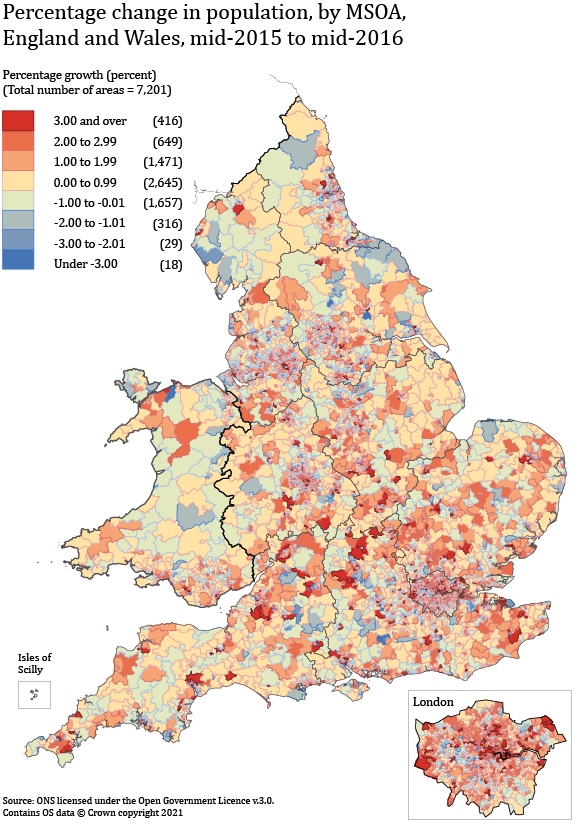 Percentage change in population, by MSOA,
England and Wales, mid-2015 to mid-2016
Percentage growth (percent)
(Total number of areas = 7,201)
3.00 and over (416)
2.00 to 2.99 (649)
1.00 to 1.99 (1,471)
0.00 to 0.99 (2,645)
-1.00 to -0.01 (1,657)
-2.00 to -1.01 (316)
-3.00 to -2.01 (29)
Under -3.00 (18)
Isles of
Scilly
London
Source: ONS licensed under the Open Government Licence v.3.0.
Contains OS data © Crown copyright 2021